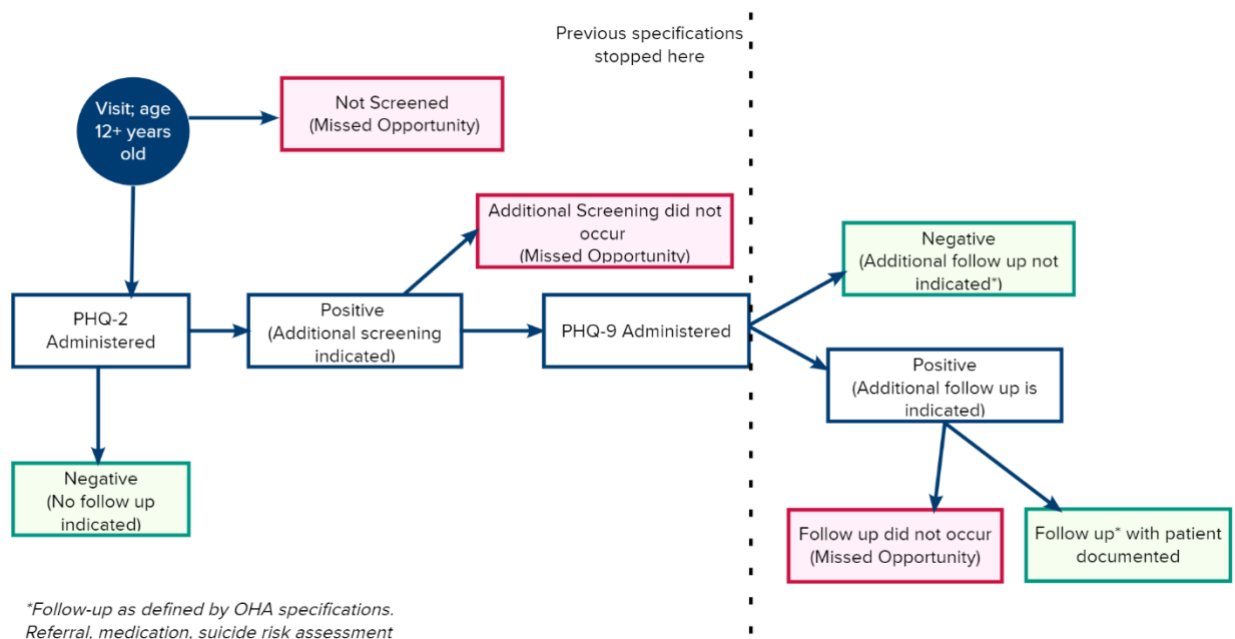 Previous specifications
stopped here
Visit; age
12+ years
old
Not Screened
(Missed Opportunity)
Additional Screening did not
occur
(Missed Opportunity)
Negative
(Additional follow up not
indicated*)
PHQ-2
Administered
Positive
(Additional screening
indicated)
PHQ-9 Administered
Positive
(Additional follow up is
indicated)
Negative
(No follow up
indicated)
Follow up did not occur
(Missed Opportunity)
Follow up* with patient
documented
*Follow-up as defined by OHA specifications.
Referral, medication, suicide risk assessment